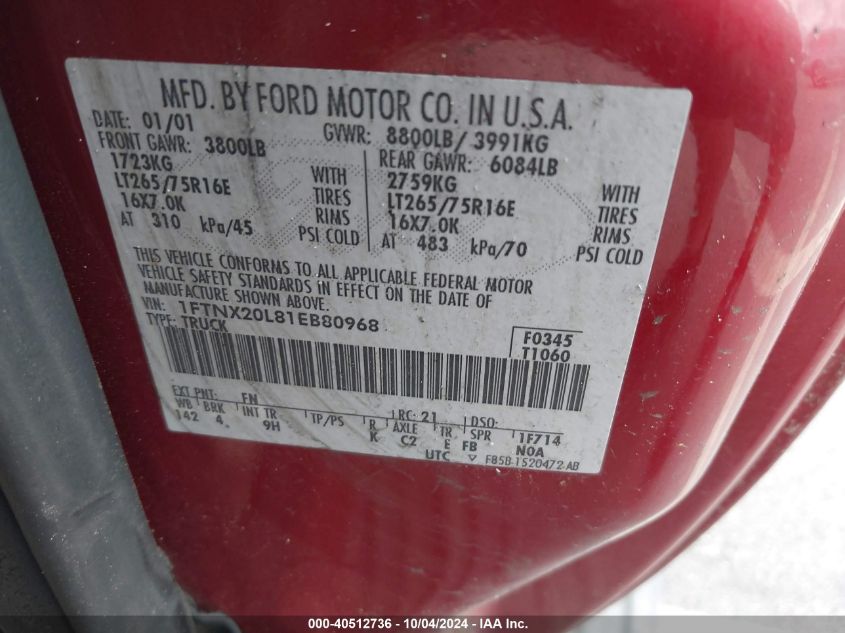 MFD. BY FORD MOTOR CO. IN U.S.A.
DATE: 01/01 GVWR: 8800LB/ 3991KG
FRONT GAWR: 3800LB REAR GAWR: 6084LB
1723KG WITH 2759KG WITH
LT265/75R16E TIRES LT265/75R16E TIRES
16X7.0K RIMS 16X7.0K RIMS
AT 310 kPa/45 PSI COLD AT 483 kPa/70 PSI COLD
THIS VEHICLE CONFORMS TO ALL APPLICABLE FEDERAL MOTOR
VEHICLE SAFETY STANDARDS IN EFFECT ON THE DATE OF
MANUFACTURE SHOWN ABOVE.
VIN: 1FTNX20L81EB80968
TYPE: TRUCK
F0345
T1060
EXT PNT: FN RC: 21 DSO:
WB BRK INT TR TP/PS R AXLE TR. SPR 1F714
142 4 9H K C2 E FB N0A
UTC ▽ F85B-1520472-AB
000-40512736 - 10/04/2024 - IAA Inc.